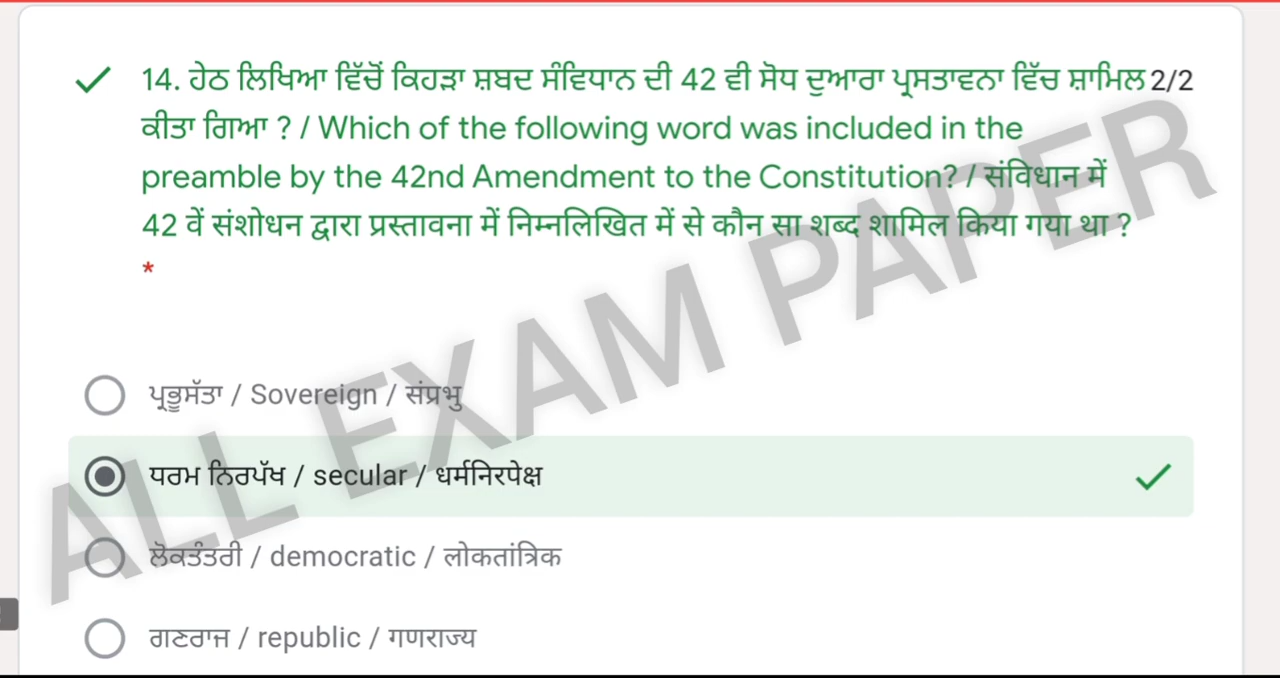 14. ਹੇਠ ਲਿਖਿਆ ਵਿੱਚੋਂ ਕਿਹੜਾ ਸ਼ਬਦ ਸੰਵਿਧਾਨ ਦੀ 42 ਵੀ ਸੋਧ ਦੁਆਰਾ ਪ੍ਰਸਤਾਵਨਾ ਵਿੱਚ ਸ਼ਾਮਿਲ 2/2
ਕੀਤਾ ਗਿਆ ? / Which of the following word was included in the
preamble by the 42nd Amendment to the Constitution? / संविधान में
42 वें संशोधन द्वारा प्रस्तावना में निम्नलिखित में से कौन सा शब्द शामिल किया गया था ?
*
ਪ੍ਰਭੂਸੱਤਾ / Sovereign / संप्रभु
ਧਰਮ ਨਿਰਪੱਖ / secular / धर्मनिरपेक्ष
ਲੋਕਤੰਤਰੀ / democratic / लोकतांत्रिक
ਗਣਰਾਜ / republic / गणराज्य
ALL EXAM PAPER